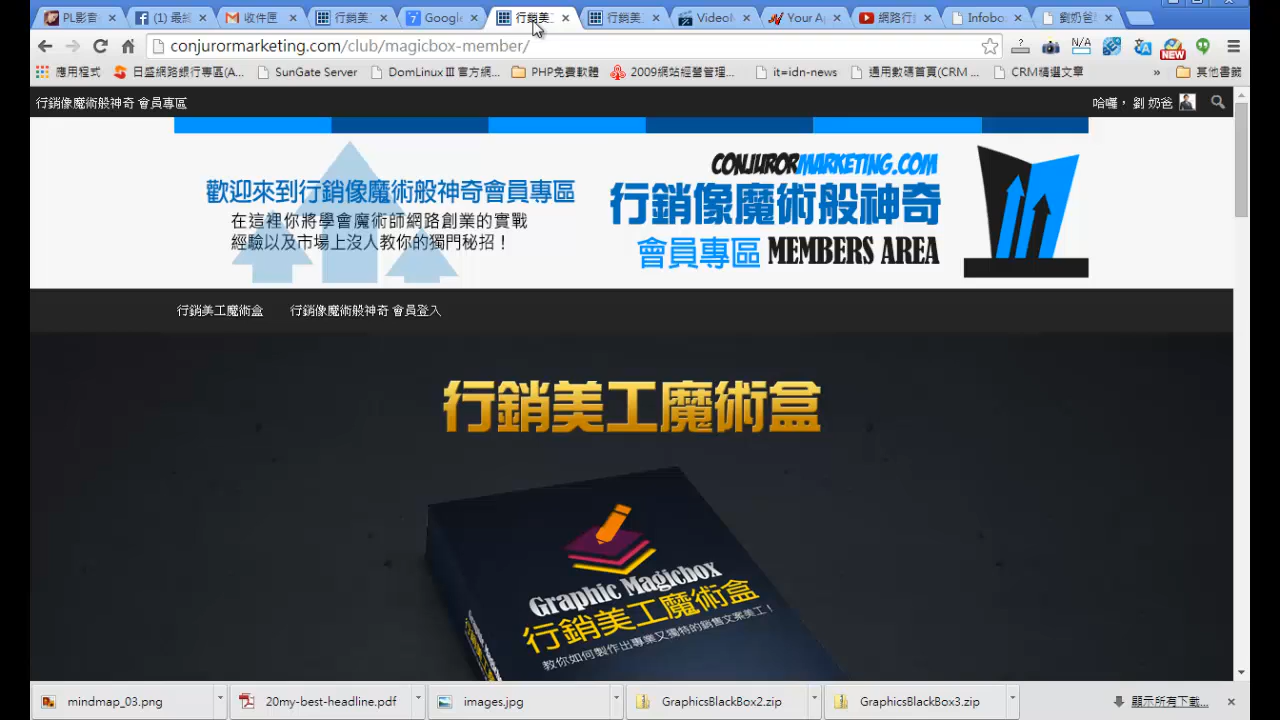 PL影音
(1) 最新
收件匣
行銷美
Google
行銷美
行銷美
VideoM
Your A
網路行
Infobo
劉奶爸
conjurormarketing.com/club/magicbox-member/
N/A
NEW
應用程式
日盛網路銀行專區(A...
SunGate Server
DomLinux III 官方網...
PHP免費軟體
2009網站經營管理...
it=idn-news
通用數碼首頁(CRM ...
CRM精選文章
»
其他書籤
行銷像魔術般神奇 會員專區
哈囉, 劉 奶爸
歡迎來到行銷像魔術般神奇會員專區
在這裡你將學會魔術師網路創業的實戰
經驗以及市場上沒人教你的獨門秘招!
CONJURORMARKETING.COM
行銷像魔術般神奇
會員專區 MEMBERS AREA
行銷美工魔術盒
行銷像魔術般神奇 會員登入
行銷美工魔術盒
Graphic Magicbox
行銷美工魔術盒
教你如何製作出專業又獨特的銷售文案美工!
mindmap_03.png
20my-best-headline.pdf
images.jpg
GraphicsBlackBox2.zip
GraphicsBlackBox3.zip
顯示所有下載...